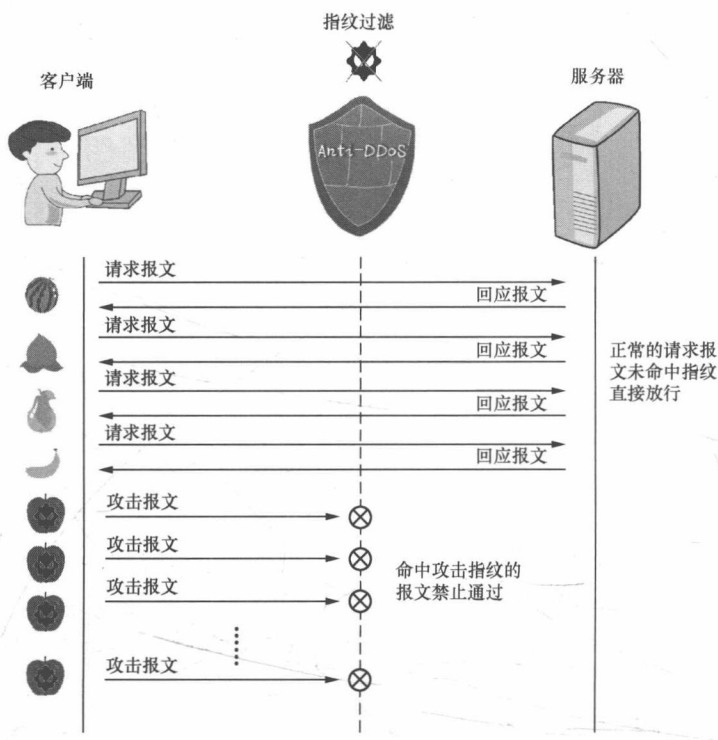 指纹过滤
客户端
服务器
Anti-DDoS
请求报文
回应报文
请求报文
回应报文
请求报文
回应报文
请求报文
回应报文
正常的请求报
文未命中指纹
直接放行
攻击报文
攻击报文
命中攻击指纹的
报文禁止通过
攻击报文
攻击报文